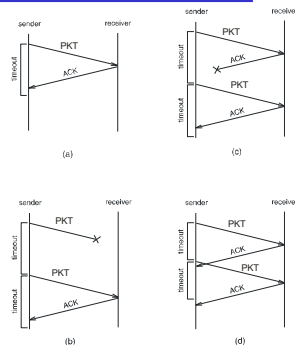 sender receiver
timeout
PKT
ACK
(a)
sender receive
timeout
PKT
ACK
timeout
PKT
ACK
(c)
sender receiver
timeout
PKT
timeout
PKT
ACK
(b)
sender receiver
timeout
PKT
ACK
timeout
PKT
ACK
(d)